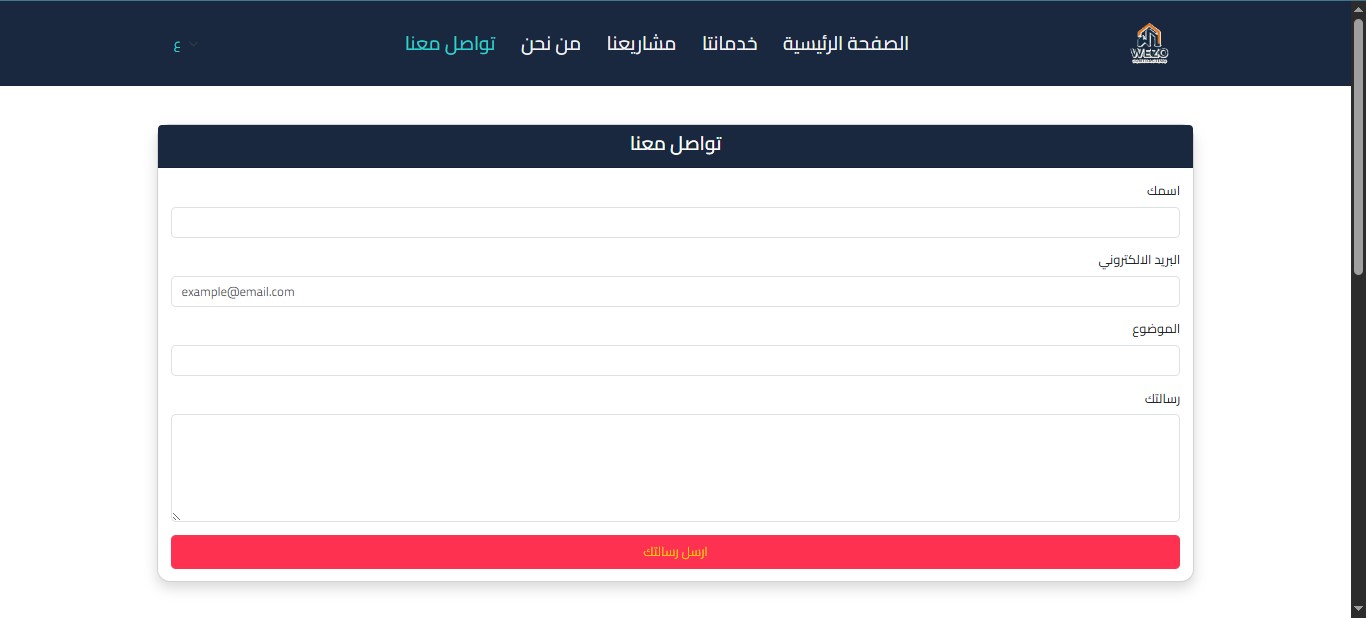 WEZO
الصفحة الرئيسية
خدماتنا
مشاريعنا
من نحن
تواصل معنا
ع
تواصل معنا
اسمك
البريد الالكتروني
example@email.com
الموضوع
رسالتك
ارسل رسالتك